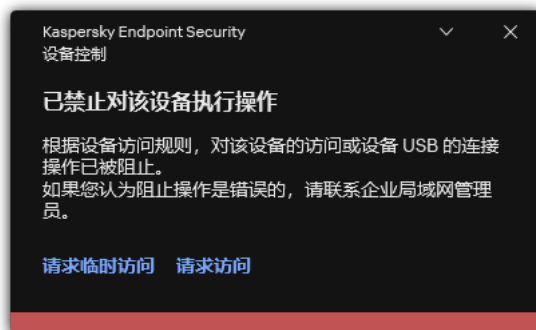 Kaspersky Endpoint Security
设备控制
已禁止对该设备执行操作
根据设备访问规则，对该设备的访问或设备 USB 的连接
操作已被阻止。
如果您认为阻止操作是错误的，请联系企业局域网管理
员。
请求临时访问 请求访问